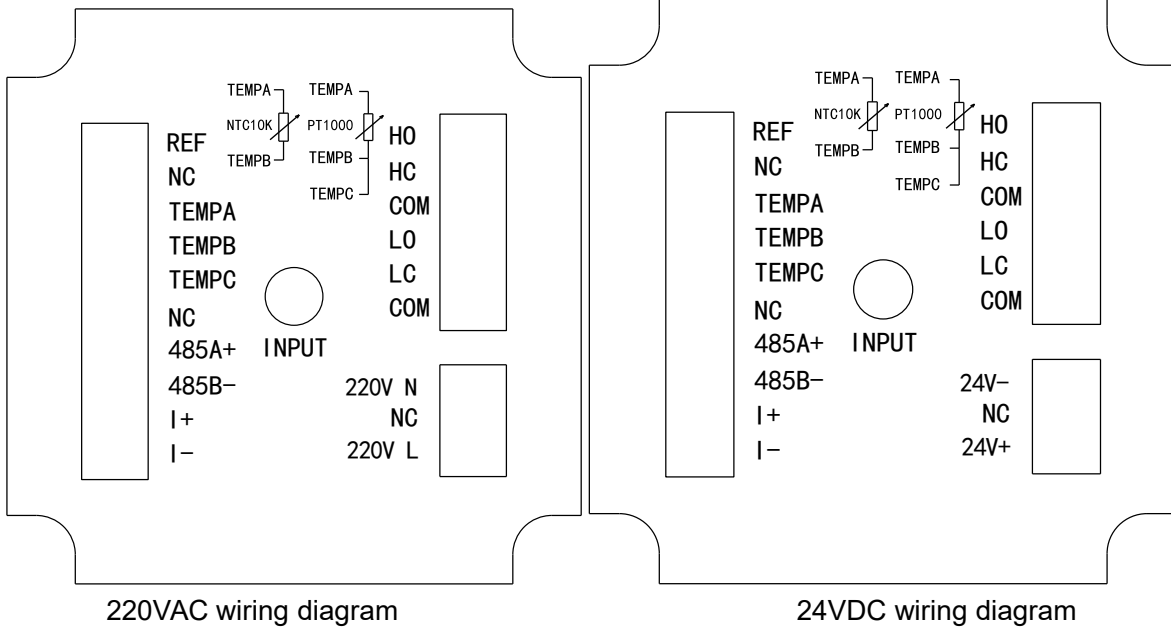 TEMPA TEMPA
NTC10K PT1000
TEMPB TEMPB
TEMPC
REF
NC
TEMPA
TEMPB
TEMPC
NC
485A+
485B-
I+
I-
INPUT
HO
HC
COM
LO
LC
COM
220V N
NC
220V L
220VAC wiring diagram
TEMPA TEMPA
NTC10K PT1000
TEMPB TEMPB
TEMPC
REF
NC
TEMPA
TEMPB
TEMPC
NC
485A+
485B-
I+
I-
INPUT
HO
HC
COM
LO
LC
COM
24V-
NC
24V+
24VDC wiring diagram